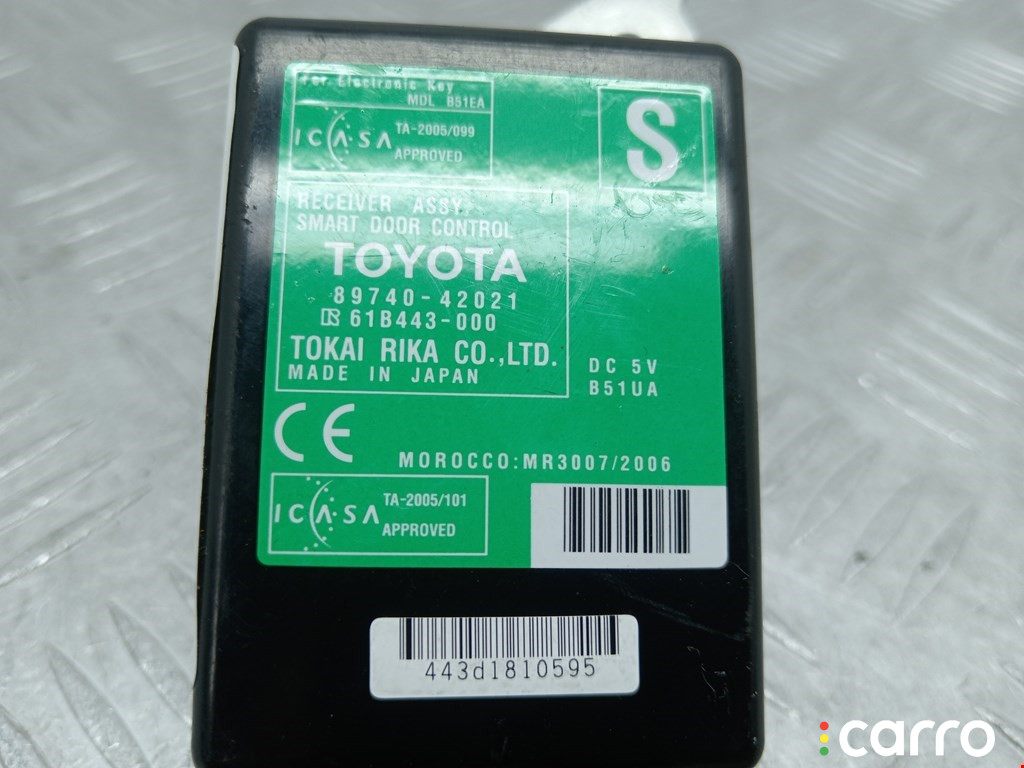 For Electronic Key
MDL B51EA
ICASA TA-2005/099
APPROVED
S
RECEIVER ASSY,
SMART DOOR CONTROL
TOYOTA
89740-42021
61B443-000
TOKAI RIKA CO.,LTD.
MADE IN JAPAN
DC 5V
B51UA
CE
MOROCCO:MR3007/2006
ICASA TA-2005/101
APPROVED
443d1810595
carro